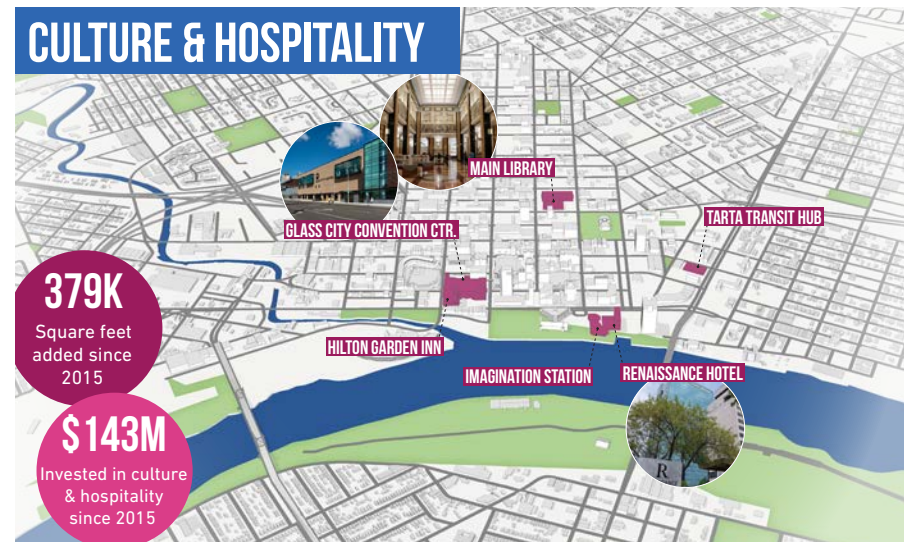 CULTURE & HOSPITALITY
MAIN LIBRARY
TARTA TRANSIT HUB
GLASS CITY CONVENTION CTR.
379K
Square feet
added since
2015
HILTON GARDEN INN
IMAGINATION STATION
RENAISSANCE HOTEL
$143M
Invested in culture
& hospitality
since 2015
R